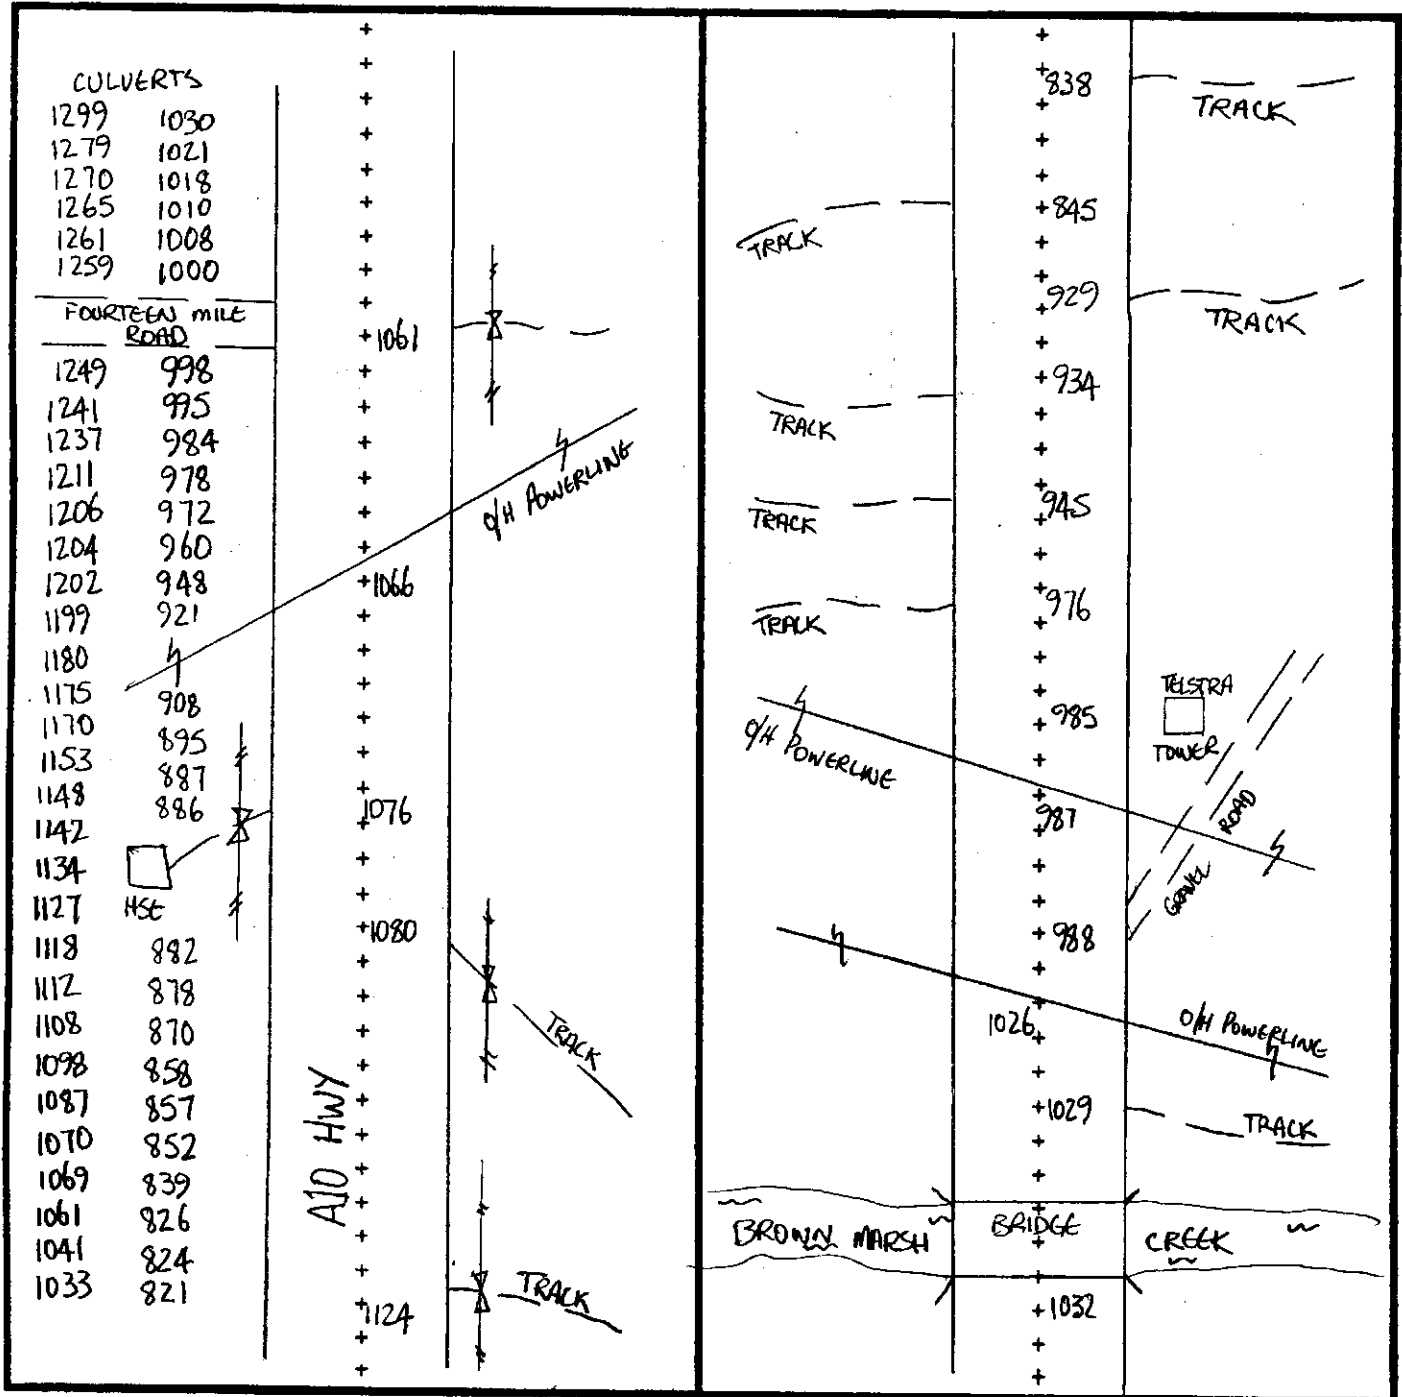 CULVERTS
1299 1030
1279 1021
1270 1018
1265 1010
1261 1008
1259 1000
FOURTEEN MILE
ROAD
1249 998
1241 995
1237 984
1211 978
1206 972
1204 960
1202 948
1199 921
1180
1175 908
1170 895
1153 887
1148 886
1142
1134
1127 HSE
1118 882
1112 878
1108 870
1098 858
1087 857
1070 852
1069 839
1061 826
1041 824
1033 821
A10 HWY
1061
O/H POWERLINE
1066
1076
1080
TRACK
1124
TRACK
838
TRACK
845
TRACK
929
TRACK
934
TRACK
945
TRACK
976
TRACK
TELSTRA
TOWER
985
O/H POWERLINE
987
GRAVEL ROAD
988
1026
O/H POWERLINE
1029
TRACK
BROWN MARSH BRIDGE CREEK
1032